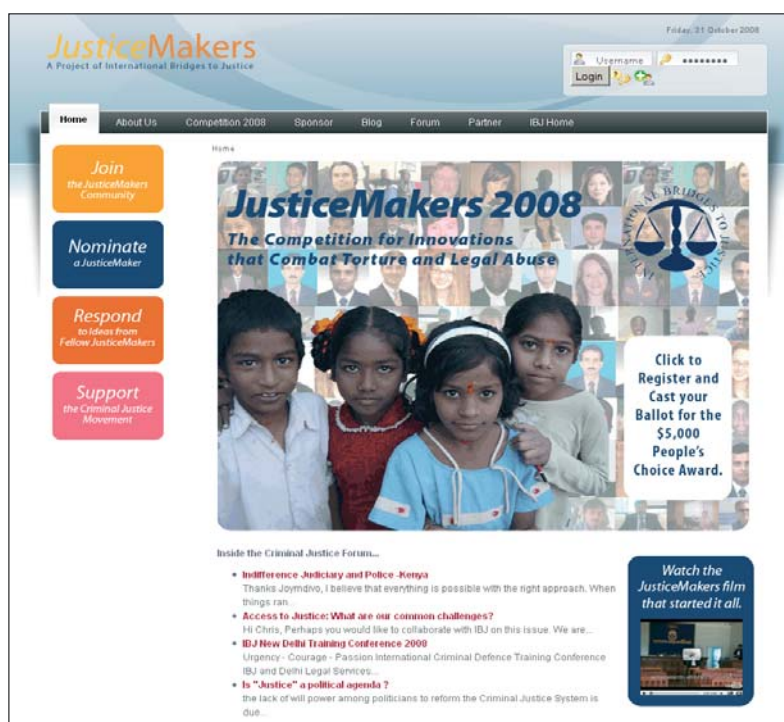 Friday, 31 October 2008
JusticeMakers
A Project of International Bridges to Justice
Username
Login
Home
About Us
Competition 2008
Sponsor
Blog
Forum
Partner
IBJ Home
Join
the JusticeMakers
Community
Nominate
a JusticeMaker
Respond
to Ideas from
Fellow JusticeMakers
Support
the Criminal Justice
Movement
Home
JusticeMakers 2008
The Competition for Innovations
that Combat Torture and Legal Abuse
INTERNATIONAL BRIDGES TO JUSTICE
Click to
Register and
Cast your
Ballot for the
$5,000
People's
Choice Award.
Inside the Criminal Justice Forum...
Indifference Judiciary and Police -Kenya
Thanks Joyrndivo, I believe that everything is possible with the right approach. When
things ran...
Access to Justice: What are our common challenges?
Hi Chris, Perhaps you would like to collaborate with IBJ on this issue. We are...
IBJ New Delhi Training Conference 2008
Urgency - Courage - Passion International Criminal Defence Training Conference
IBJ and Delhi Legal Services...
Is "Justice" a political agenda ?
the lack of will power among politicians to reform the Criminal Justice System is
due...
Watch the
JusticeMakers film
that started it all.